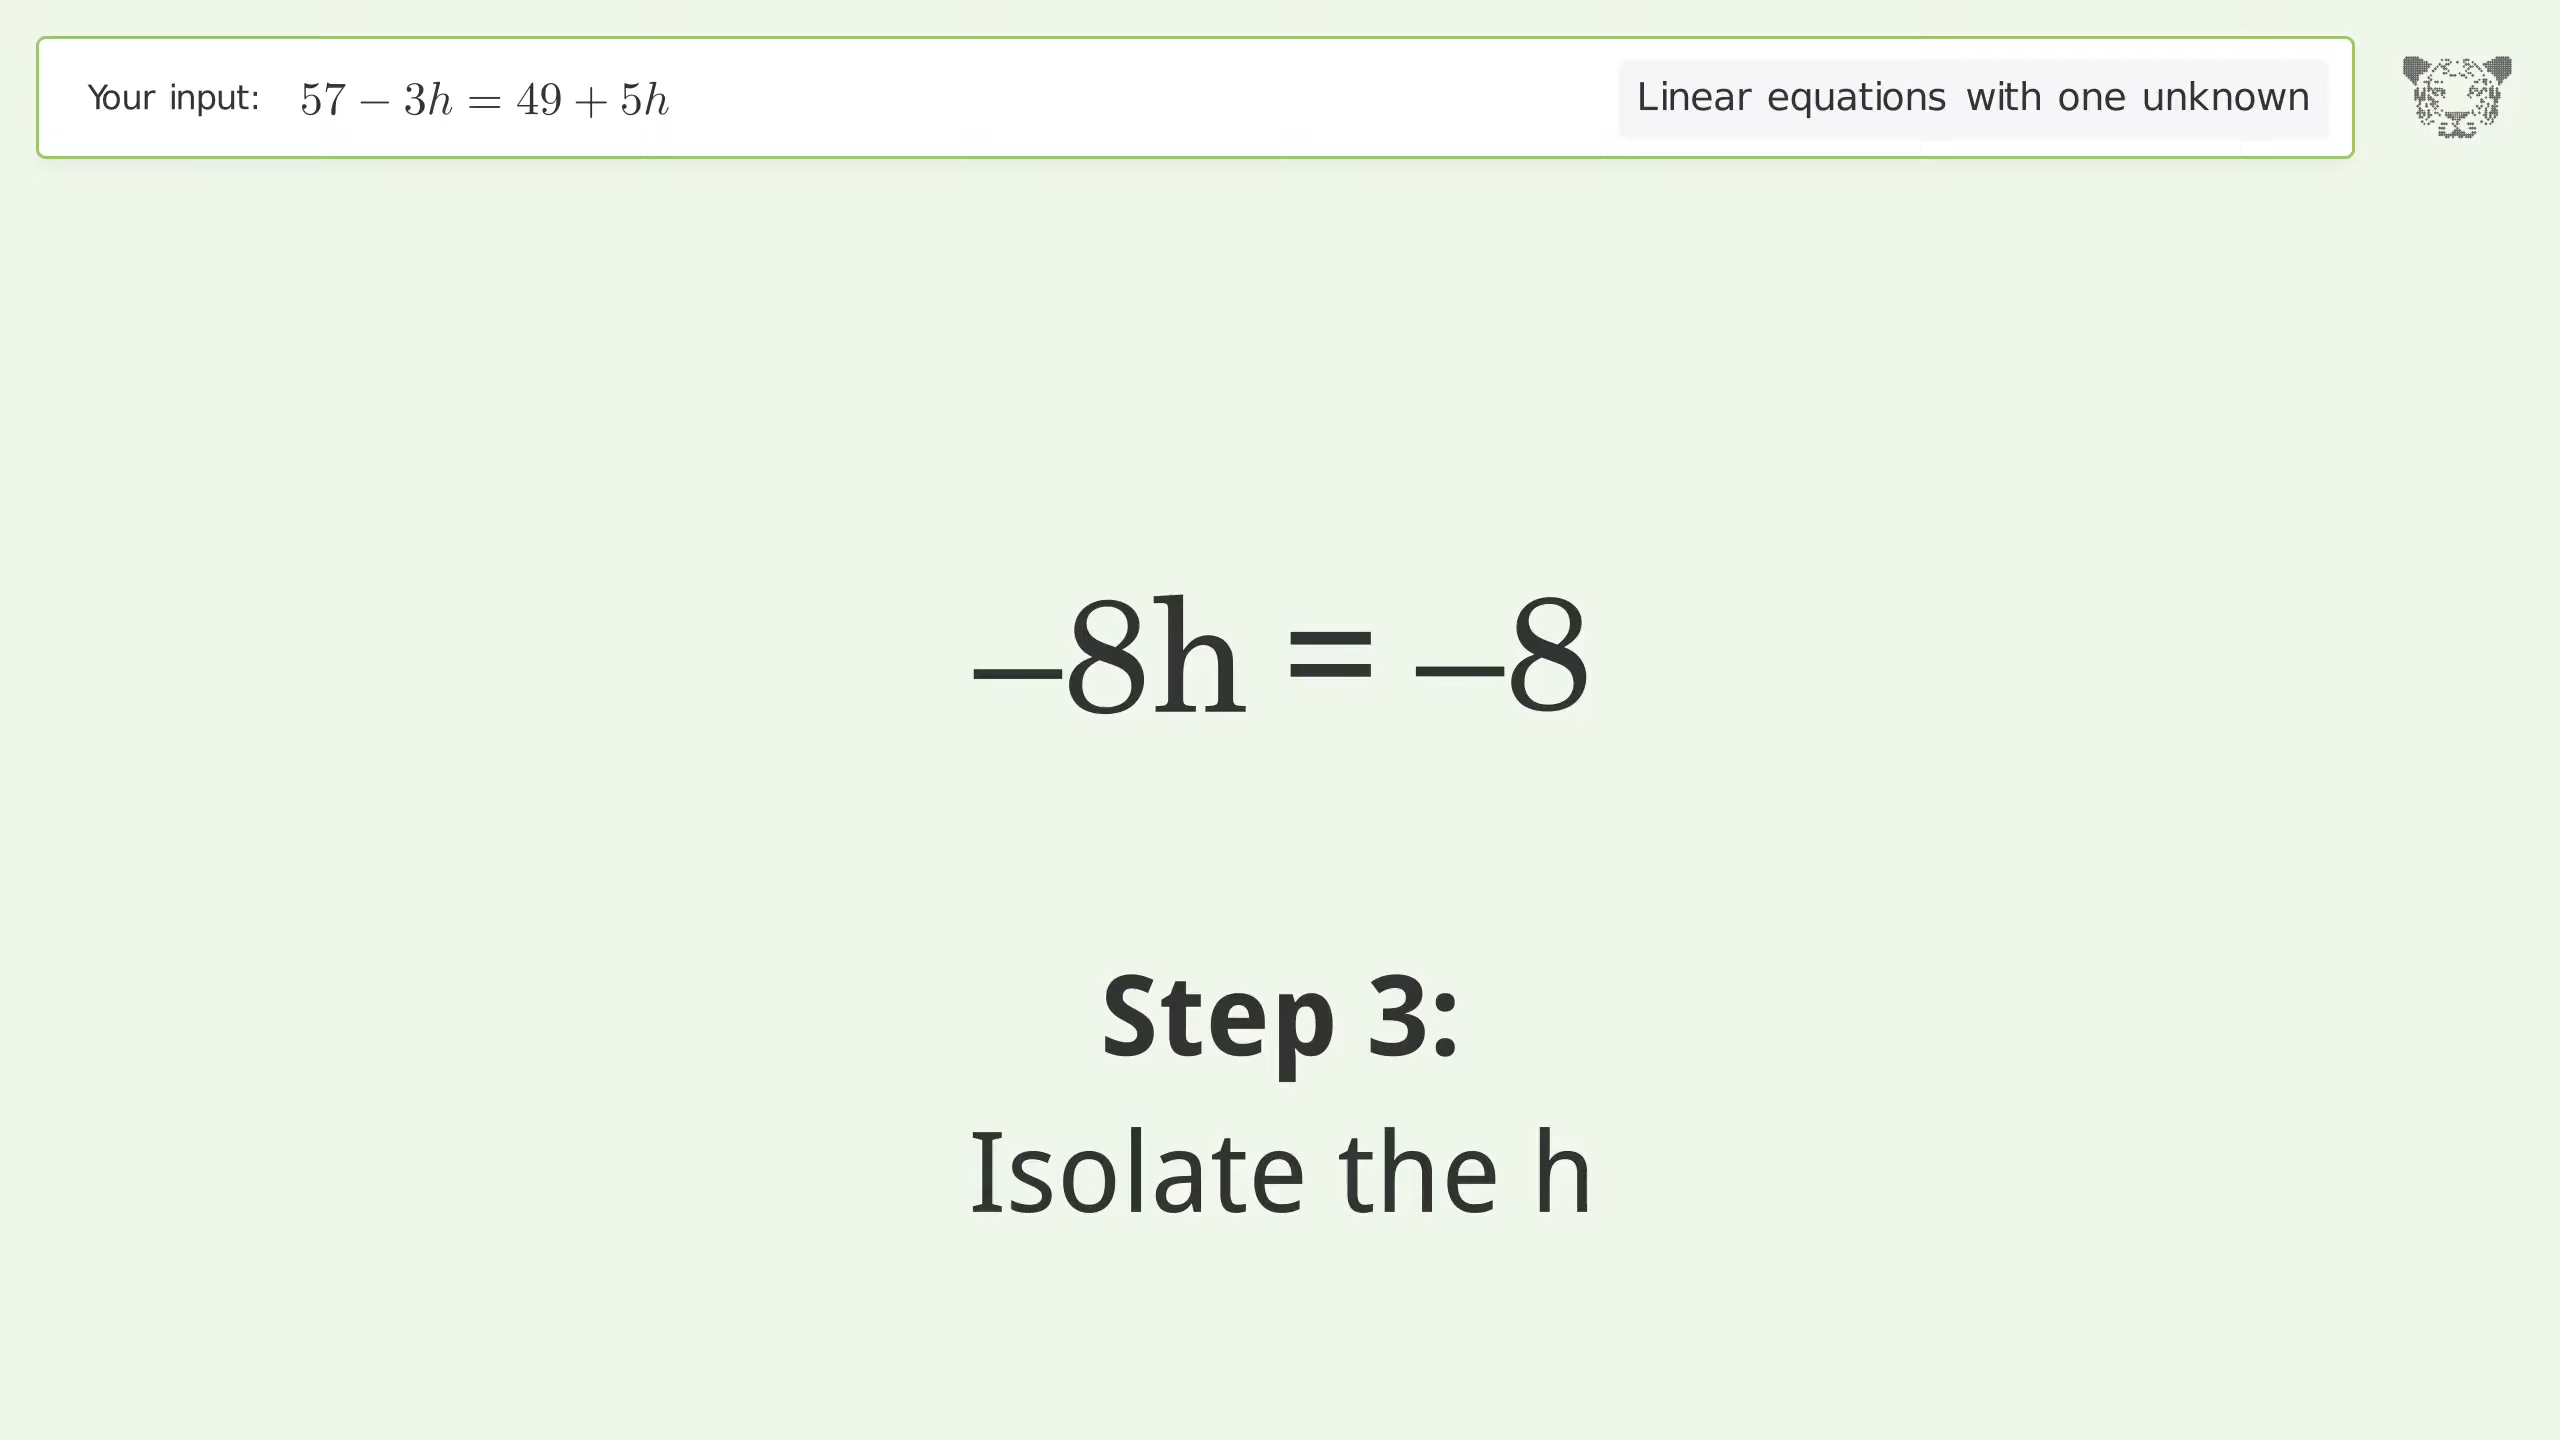 Your input: 57 − 3h = 49 + 5h
Linear equations with one unknown
–8h = –8
Step 3:
Isolate the h